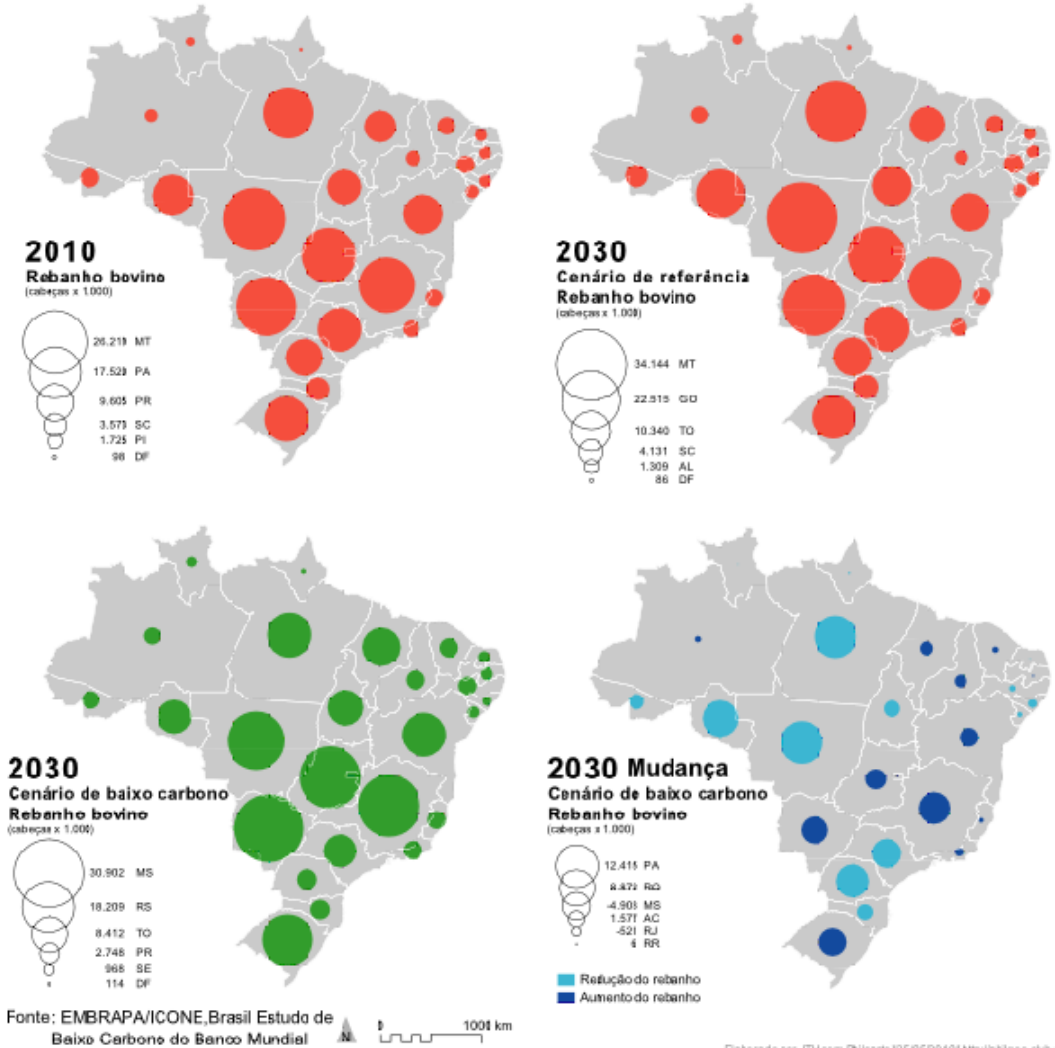 2010
Rebanho bovino
(cabeças x 1.000)
26.219 MT
17.520 PA
9.605 PR
3.573 SC
1.725 PI
98 DF
2030
Cenário de referência
Rebanho bovino
(cabeças x 1.000)
34.144 MT
22.515 GO
10.340 TO
4.131 SC
1.309 AL
86 DF
2030
Cenário de baixo carbono
Rebanho bovino
(cabeças x 1.000)
30.902 MS
18.209 RS
8.412 TO
2.748 PR
968 SE
114 DF
2030 Mudança
Cenário de baixo carbono
Rebanho bovino
(cabeças x 1.000)
12.415 PA
8.872 RO
-4.903 MS
1.577 AC
-521 RJ
6 RR
Redução do rebanho
Aumento do rebanho
Fonte: EMBRAPA/ICONE,Brasil Estudo de
Baixo Carbono do Banco Mundial
N
0 1000 km